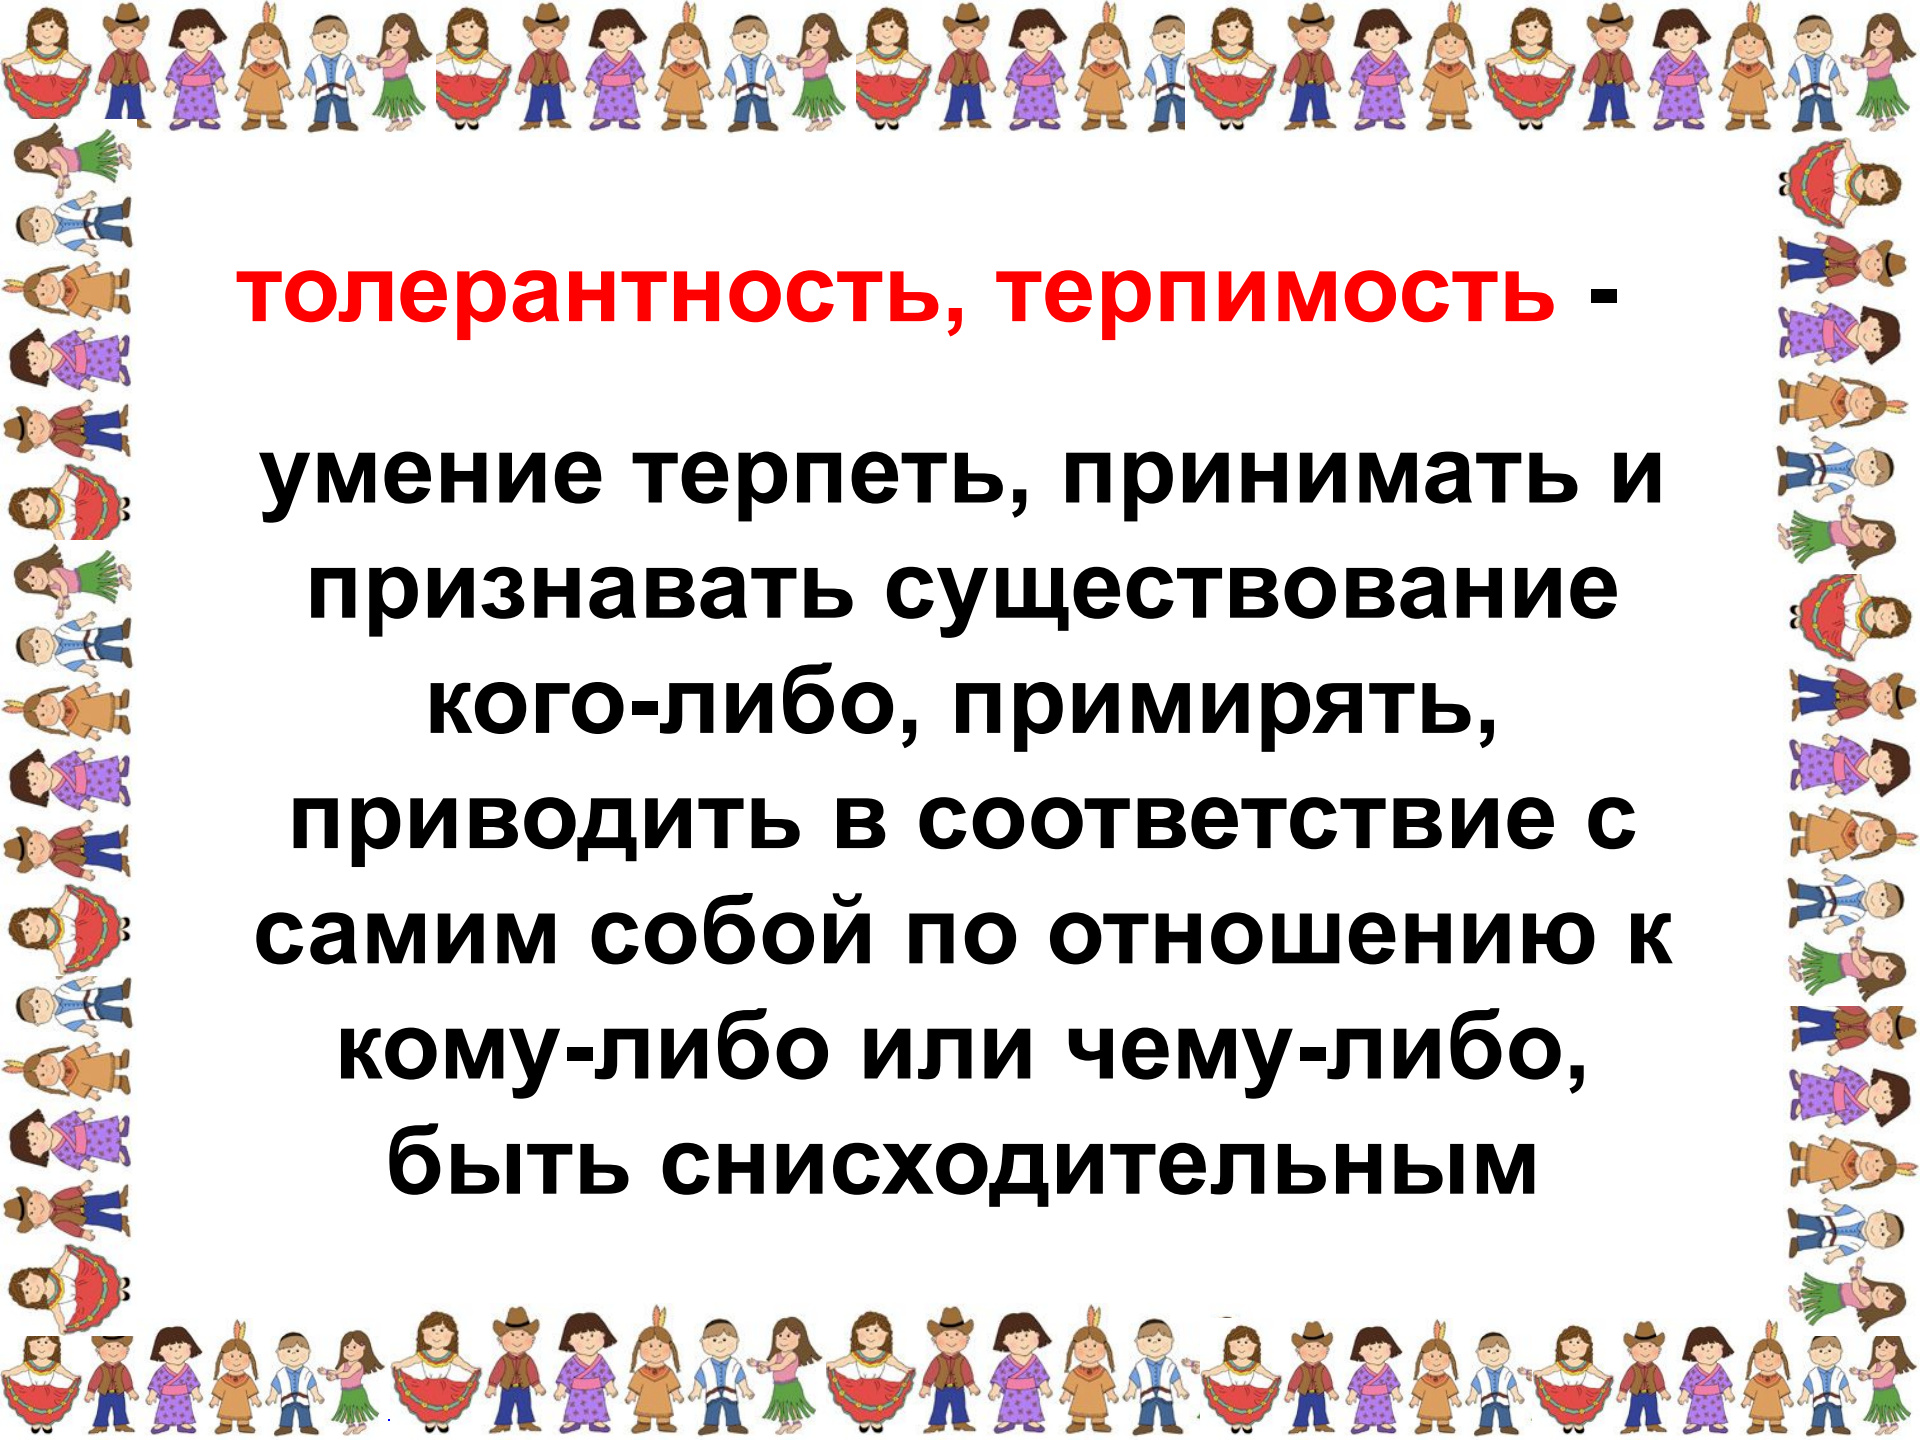 толерантность, терпимость -
умение терпеть, принимать и
признавать существование
кого-либо, примирять,
приводить в соответствие с
самим собой по отношению к
кому-либо или чему-либо,
быть снисходительным